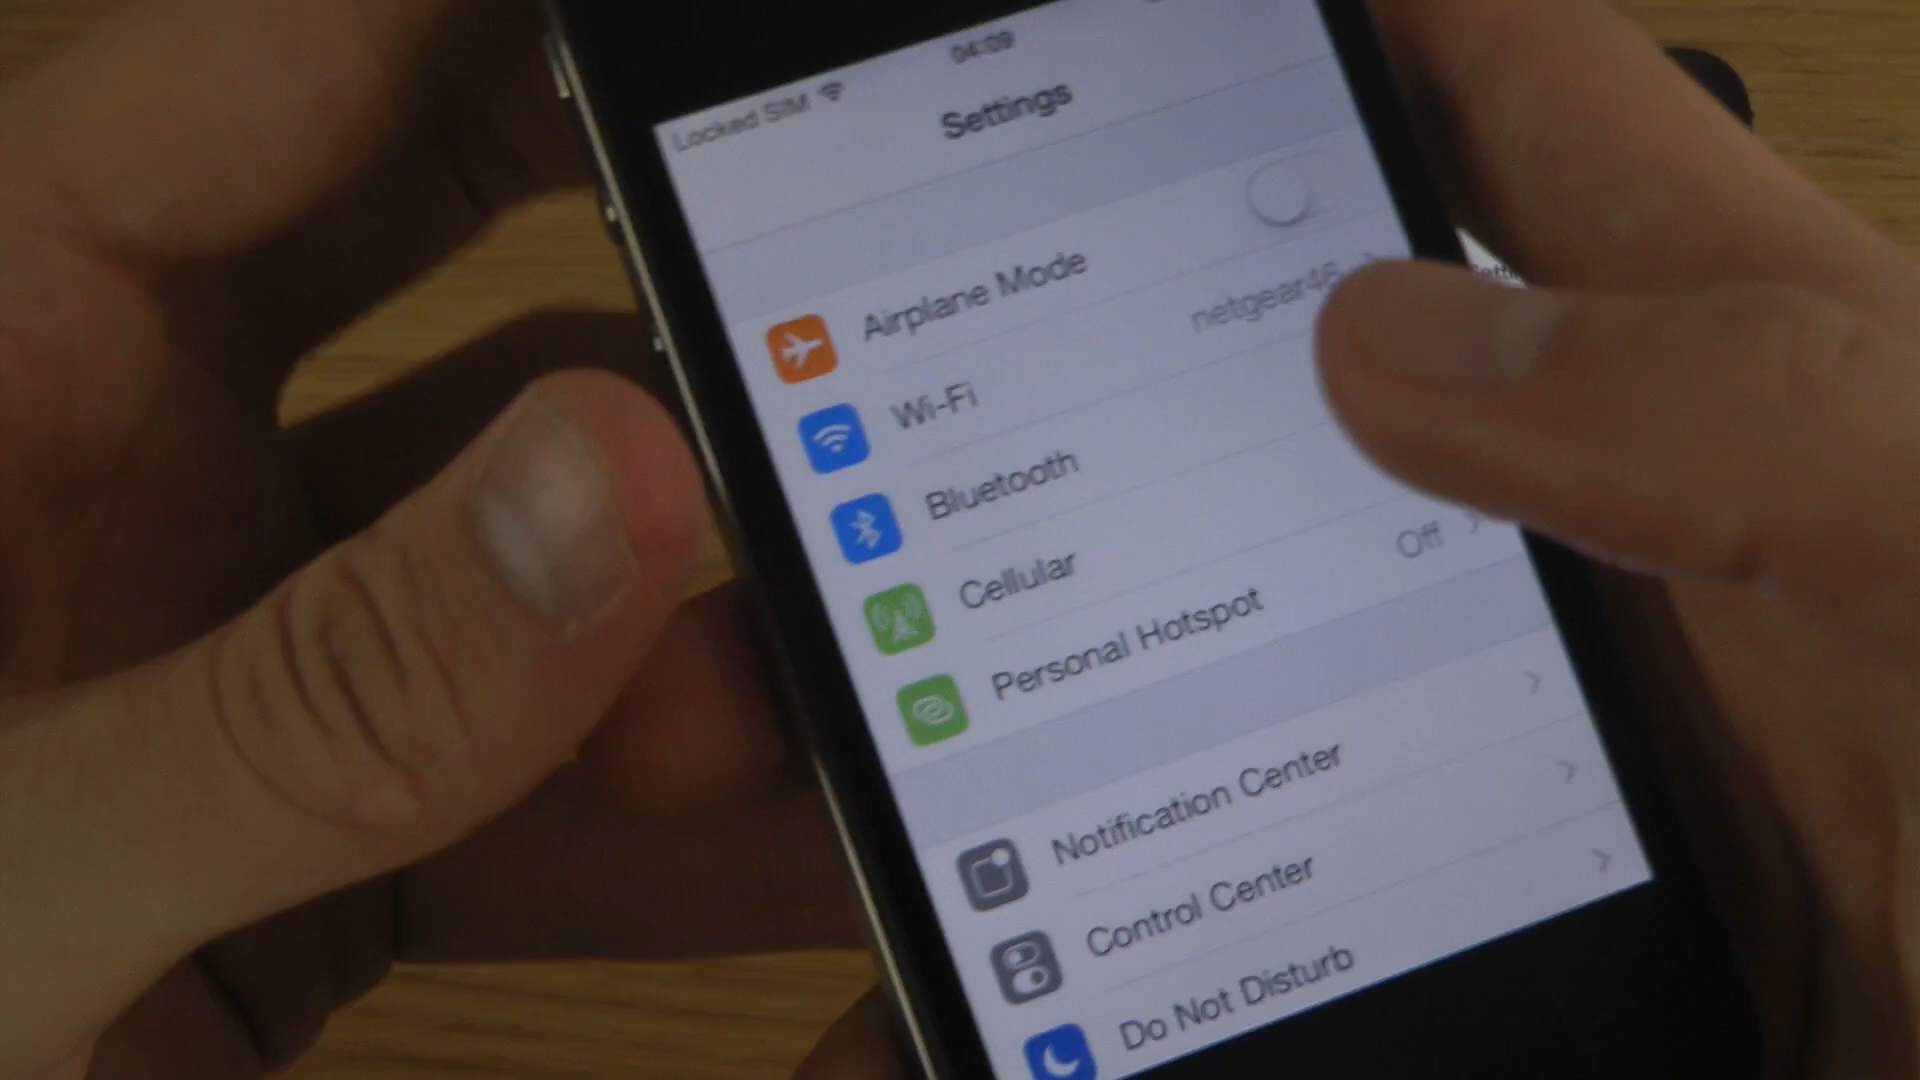 Locked SIM 04:09
Settings
Airplane Mode
Wi-Fi netgear46
Bluetooth
Cellular
Personal Hotspot Off
Notification Center
Control Center
Do Not Disturb